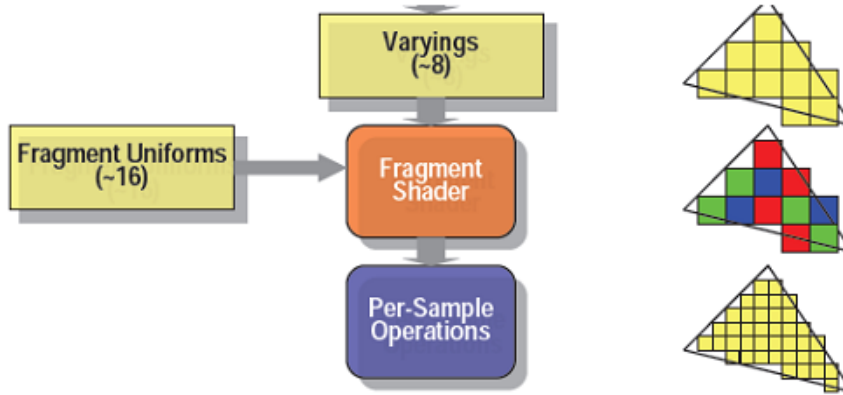 Varyings
(~8)
Fragment Uniforms
(~16)
Fragment
Shader
Per-Sample
Operations